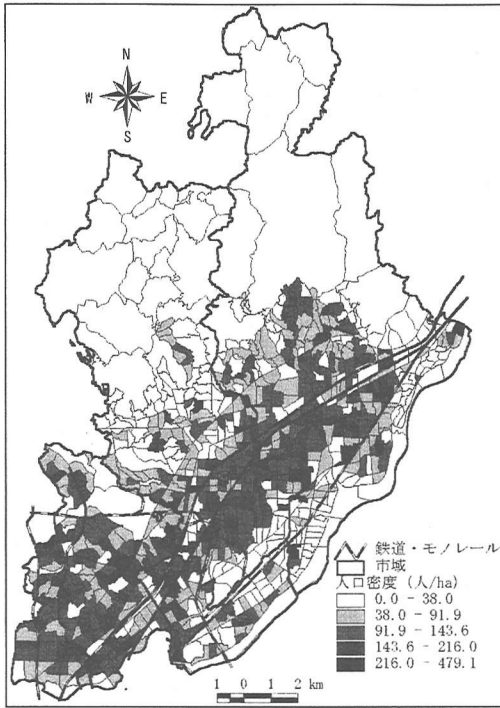 N
W E
S
鉄道・モノレール
市域
人口密度 (人/ha)
0.0 - 38.0
38.0 - 91.9
91.9 - 143.6
143.6 - 216.0
216.0 - 479.1
1 0 1 2 km